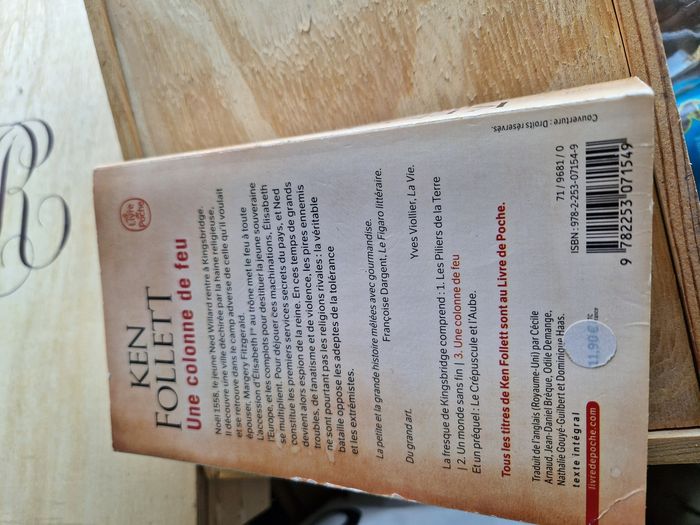 Le Livre
de
Poche
KEN
FOLLETT
Une colonne de feu
Noël 1558, le jeune Ned Willard rentre à Kingsbridge.
Il découvre une ville déchirée par la haine religieuse,
et se retrouve dans le camp adverse de celle qu'il voulait
épouser, Margery Fitzgerald.
L'accession d'Élisabeth Iʳᵉ au trône met le feu à toute
l'Europe, et les complots pour destituer la jeune souveraine
se multiplient. Pour déjouer ces machinations, Élisabeth
constitue les premiers services secrets du pays, et Ned
devient alors espion de la reine. En ces temps de grands
troubles, de fanatisme et de violence, les pires ennemis
ne sont pourtant pas les religions rivales : la véritable
bataille oppose les adeptes de la tolérance
et les extrémistes.
La petite et la grande histoire mêlées avec gourmandise.
Françoise Dargent, Le Figaro littéraire.
Du grand art.
Yves Viollier, La Vie.
La fresque de Kingsbridge comprend : 1. Les Piliers de la Terre
| 2. Un monde sans fin | 3. Une colonne de feu
Et un préquel : Le Crépuscule et l'Aube.
Tous les titres de Ken Follett sont au Livre de Poche.
Traduit de l'anglais (Royaume-Uni) par Cécile
Arnaud, Jean-Daniel Brèque, Odile Demange,
Nathalie Gouyé-Guilbert et Dominique Haas.
texte intégral
livredepoche.com
11,90 €
TC
Couverture : Droits réservés.
71 / 9681 / 0
ISBN : 978-2-253-07154-9
9 782253 071549